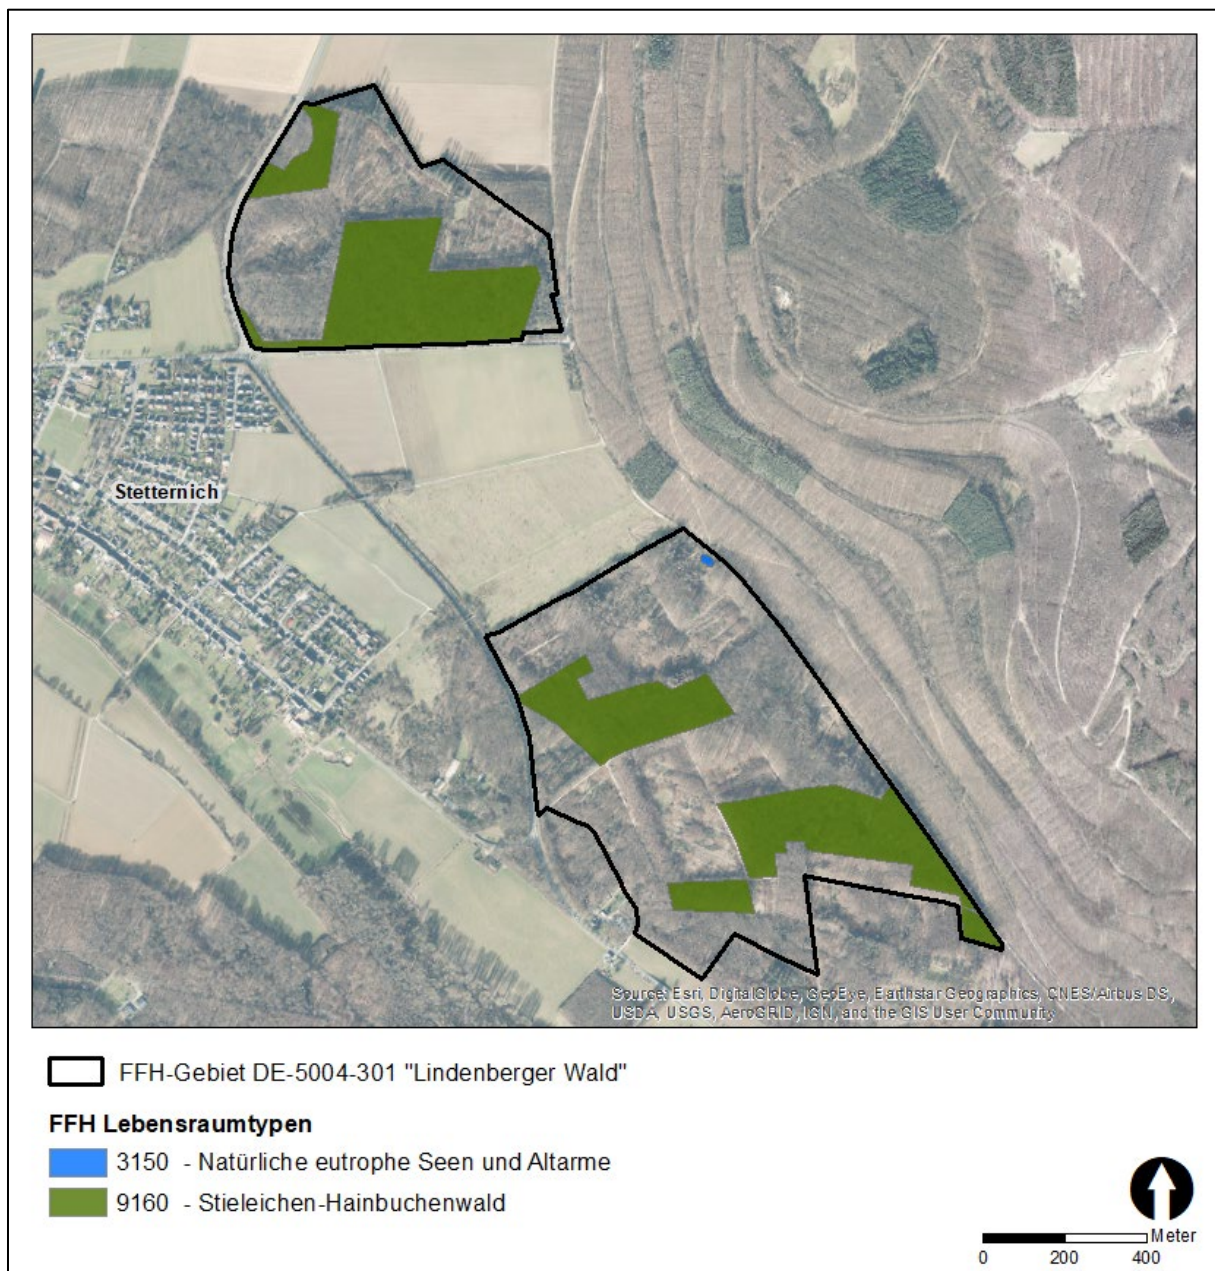 Stetternich
Source: Esri, DigitalGlobe, GeoEye, Earthstar Geographics, CNES/Airbus DS,
USDA, USGS, AeroGRID, IGN, and the GIS User Community
FFH-Gebiet DE-5004-301 "Lindenberger Wald"
FFH Lebensraumtypen
3150 - Natürliche eutrophe Seen und Altarme
9160 - Stieleichen-Hainbuchenwald
Meter
0 200 400